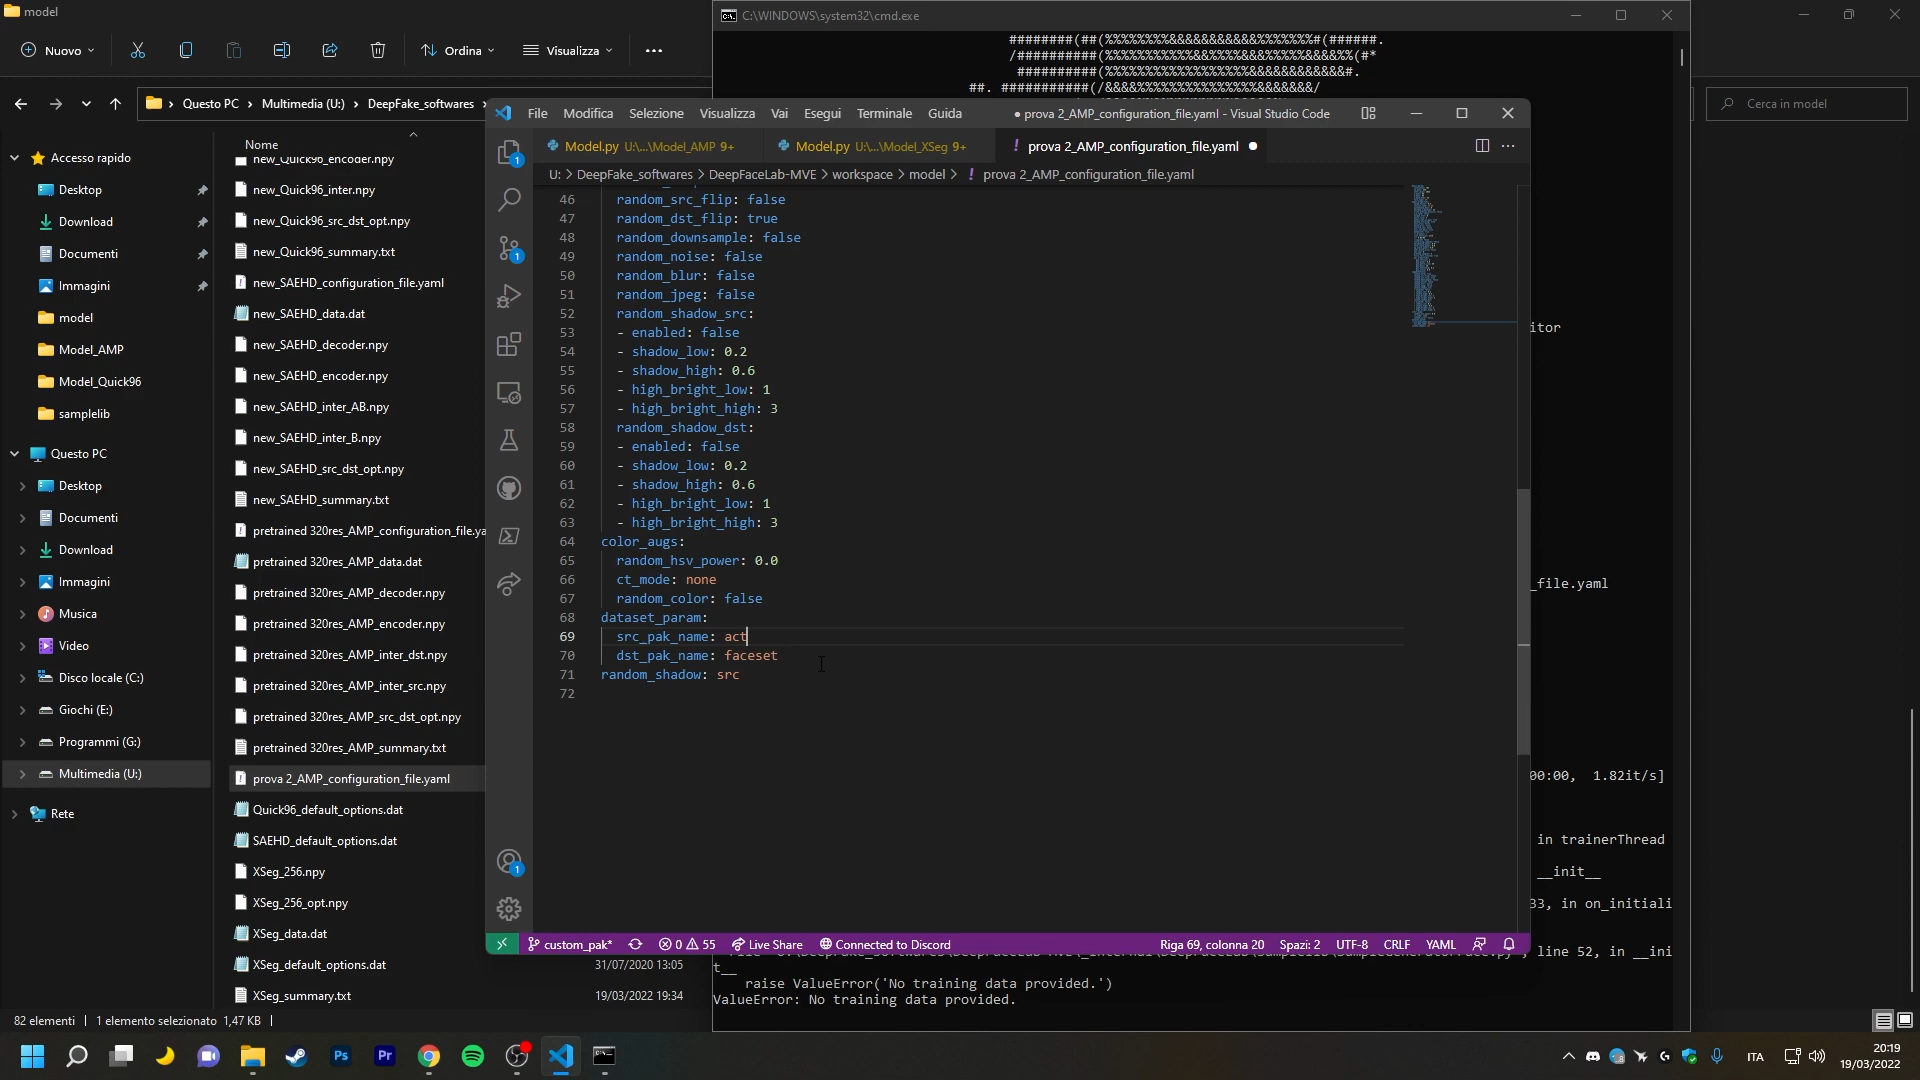 model
Nuovo
Ordina
Visualizza
Questo PC
Multimedia (U:)
DeepFake_softwares
Cerca in model
C:\WINDOWS\system32\cmd.exe
########(##(%%%%%%%%&&&&&&&&&&&%%%%%%%#(######.
##########(%%%%%%%%%%%%%%%%%&&&&&&&&&&&&#.
File
Modifica
Selezione
Visualizza
Vai
Esegui
Terminale
Guida
● prova 2_AMP_configuration_file.yaml - Visual Studio Code
Model.py U:\...\Model_AMP 9+
Model.py U:\...\Model_XSeg 9+
! prova 2_AMP_configuration_file.yaml ●
U: > DeepFake_softwares > DeepFaceLab-MVE > workspace > model > ! prova 2_AMP_configuration_file.yaml
Accesso rapido
Desktop
Download
Documenti
Immagini
model
Model_AMP
Model_Quick96
samplelib
Questo PC
Desktop
Documenti
Download
Immagini
Musica
Video
Disco locale (C:)
Giochi (E:)
Programmi (G:)
Multimedia (U:)
Rete
Nome
new_Quick96_encoder.npy
new_Quick96_inter.npy
new_Quick96_src_dst_opt.npy
new_Quick96_summary.txt
new_SAEHD_configuration_file.yaml
new_SAEHD_data.dat
new_SAEHD_decoder.npy
new_SAEHD_encoder.npy
new_SAEHD_inter_AB.npy
new_SAEHD_inter_B.npy
new_SAEHD_src_dst_opt.npy
new_SAEHD_summary.txt
pretrained 320res_AMP_configuration_file.ya
pretrained 320res_AMP_data.dat
pretrained 320res_AMP_decoder.npy
pretrained 320res_AMP_encoder.npy
pretrained 320res_AMP_inter_dst.npy
pretrained 320res_AMP_inter_src.npy
pretrained 320res_AMP_src_dst_opt.npy
pretrained 320res_AMP_summary.txt
prova 2_AMP_configuration_file.yaml
Quick96_default_options.dat
SAEHD_default_options.dat
XSeg_256.npy
XSeg_256_opt.npy
XSeg_data.dat
XSeg_default_options.dat 31/07/2020 13:05
XSeg_summary.txt 19/03/2022 19:34
46 random_src_flip: false
47 random_dst_flip: true
48 random_downsample: false
49 random_noise: false
50 random_blur: false
51 random_jpeg: false
52 random_shadow_src:
53 - enabled: false
54 - shadow_low: 0.2
55 - shadow_high: 0.6
56 - high_bright_low: 1
57 - high_bright_high: 3
58 random_shadow_dst:
59 - enabled: false
60 - shadow_low: 0.2
61 - shadow_high: 0.6
62 - high_bright_low: 1
63 - high_bright_high: 3
64 color_augs:
65 random_hsv_power: 0.0
66 ct_mode: none
67 random_color: false
68 dataset_param:
69 src_pak_name: act
70 dst_pak_name: faceset
71 random_shadow: src
72
itor
_file.yaml
00:00, 1.82it/s]
in trainerThread
__init__
33, in on_initiali
custom_pak*
0 55
Live Share
Connected to Discord
Riga 69, colonna 20
Spazi: 2
UTF-8
CRLF
YAML
line 52, in __ini
t__
raise ValueError('No training data provided.')
ValueError: No training data provided.
82 elementi
1 elemento selezionato 1,47 KB
Ps
Pr
ITA
20:19
19/03/2022